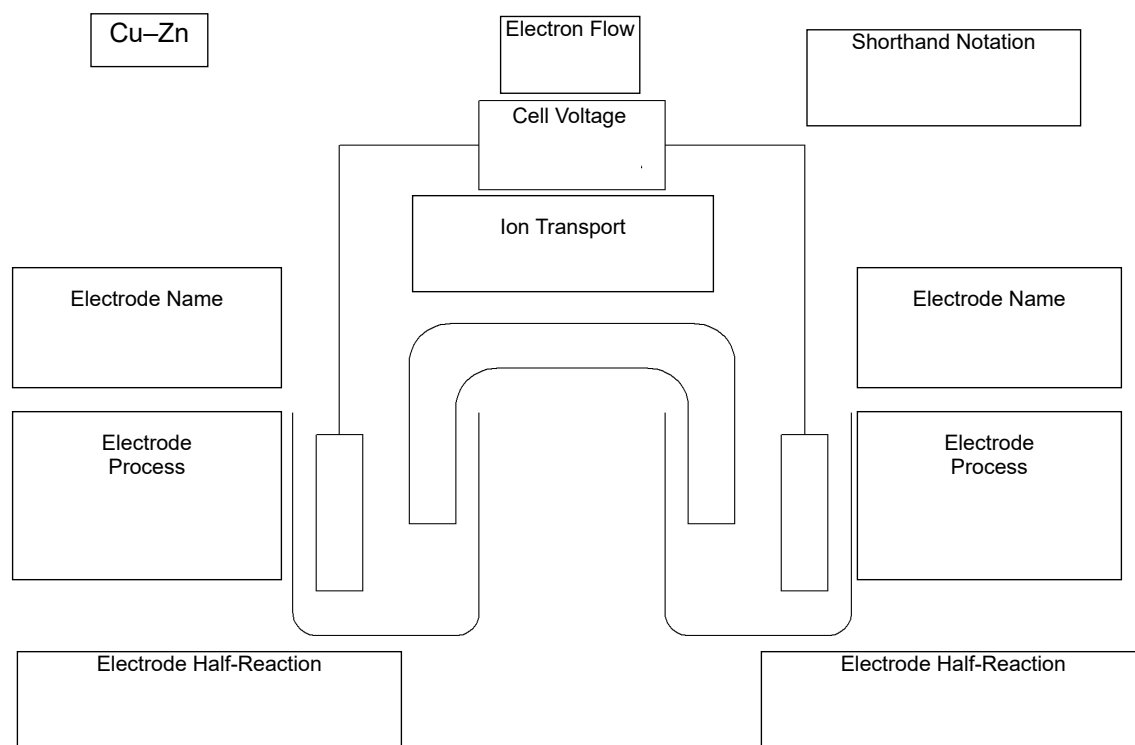 Cu–Zn
Electron Flow
Shorthand Notation
Cell Voltage
Ion Transport
Electrode Name
Electrode Name
Electrode
Process
Electrode
Process
Electrode Half-Reaction
Electrode Half-Reaction